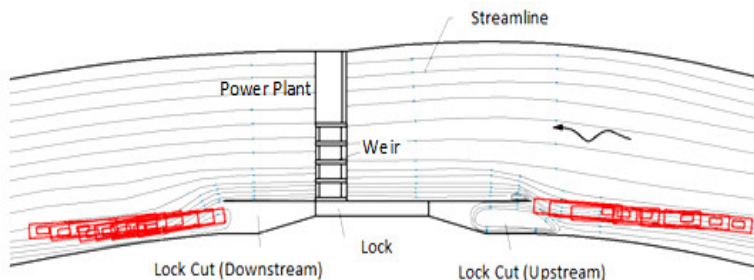 Streamline
Power Plant
Weir
Lock
Lock Cut (Downstream)
Lock Cut (Upstream)